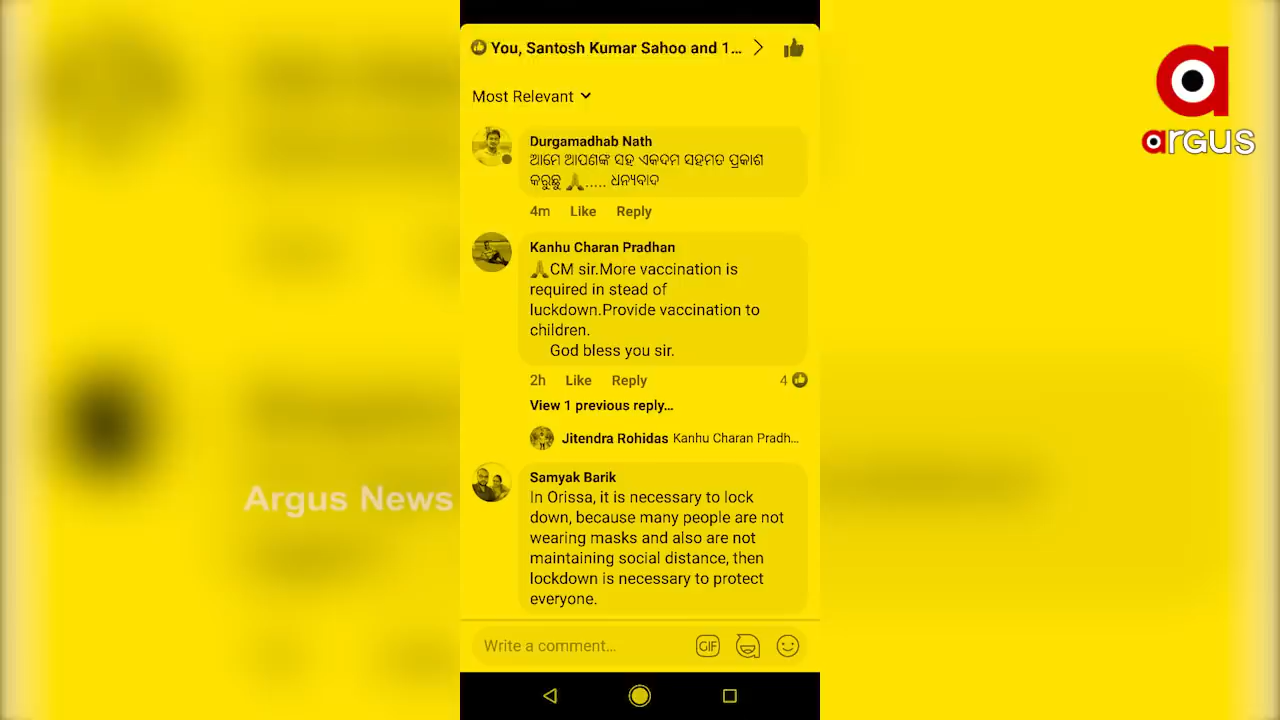 You, Santosh Kumar Sahoo and 1...
Most Relevant
Durgamadhab Nath
ଆମେ ଆପଣଙ୍କ ସହ ଏକଦମ ସହମତ ପ୍ରକାଶ
କରୁଛୁ 🙏..... ଧନ୍ୟବାଦ
4m Like Reply
Kanhu Charan Pradhan
🙏CM sir.More vaccination is
required in stead of
luckdown.Provide vaccination to
children.
God bless you sir.
2h Like Reply 4
View 1 previous reply...
Jitendra Rohidas Kanhu Charan Pradh...
Samyak Barik
In Orissa, it is necessary to lock
down, because many people are not
wearing masks and also are not
maintaining social distance, then
lockdown is necessary to protect
everyone.
Write a comment... GIF
argus
Argus News